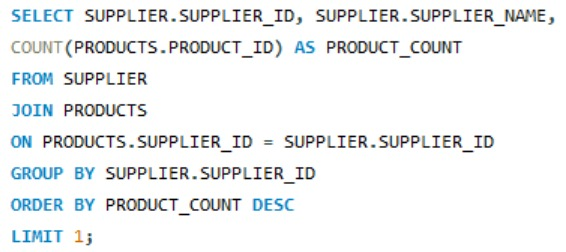 SELECT SUPPLIER.SUPPLIER_ID, SUPPLIER.SUPPLIER_NAME,
COUNT(PRODUCTS.PRODUCT_ID) AS PRODUCT_COUNT
FROM SUPPLIER
JOIN PRODUCTS
ON PRODUCTS.SUPPLIER_ID = SUPPLIER.SUPPLIER_ID
GROUP BY SUPPLIER.SUPPLIER_ID
ORDER BY PRODUCT_COUNT DESC
LIMIT 1;